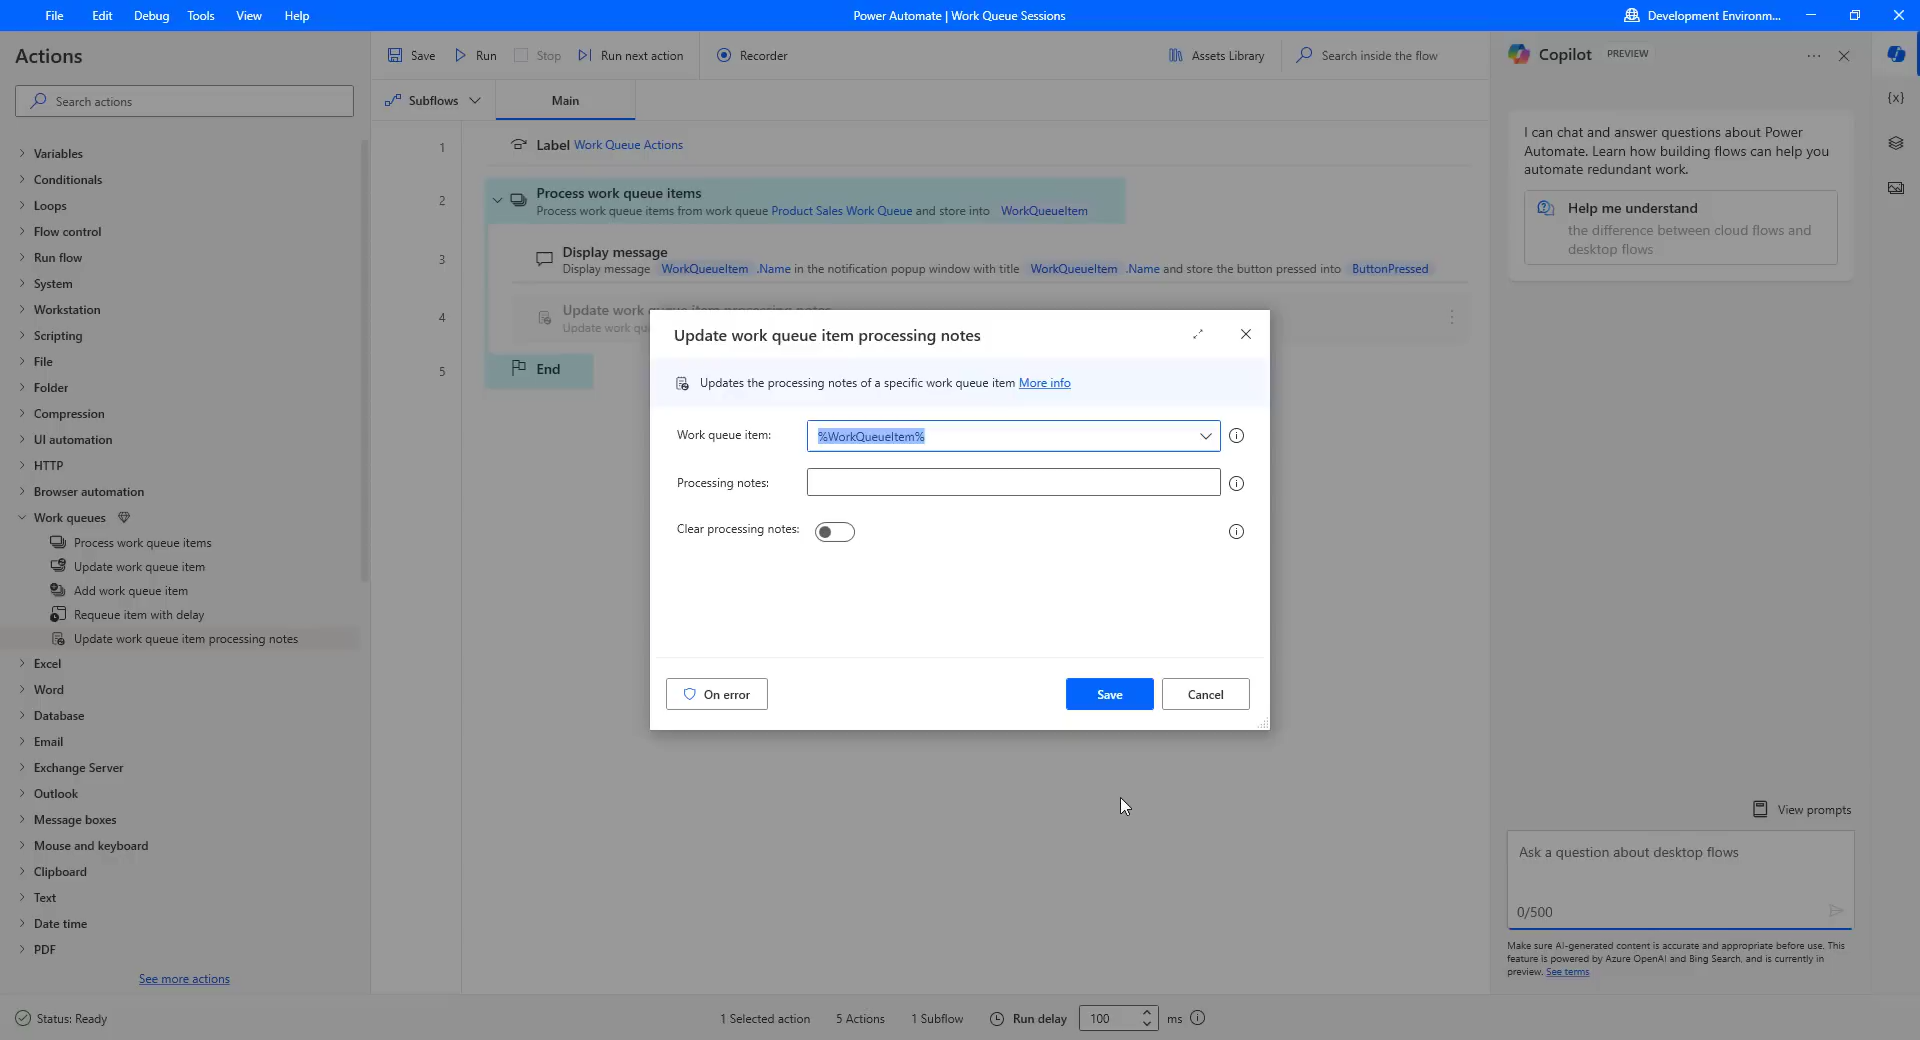 File Edit Debug Tools View Help
Power Automate | Work Queue Sessions
Development Environm...
Actions
Search actions
Variables
Conditionals
Loops
Flow control
Run flow
System
Workstation
Scripting
File
Folder
Compression
UI automation
HTTP
Browser automation
Work queues
Process work queue items
Update work queue item
Add work queue item
Requeue item with delay
Update work queue item processing notes
Excel
Word
Database
Email
Exchange Server
Outlook
Message boxes
Mouse and keyboard
Clipboard
Text
Date time
PDF
See more actions
Save Run Stop Run next action Recorder
Assets Library Search inside the flow
Subflows Main
1 Label Work Queue Actions
2 Process work queue items
Process work queue items from work queue Product Sales Work Queue and store into WorkQueueItem
3 Display message
Display message WorkQueueItem .Name in the notification popup window with title WorkQueueItem .Name and store the button pressed into ButtonPressed
4 Update work queue item processing notes
Update work
5 End
Update work queue item processing notes
Updates the processing notes of a specific work queue item More info
Work queue item: %WorkQueueItem%
Processing notes:
Clear processing notes:
On error Save Cancel
Copilot PREVIEW
{x}
I can chat and answer questions about Power
Automate. Learn how building flows can help you
automate redundant work.
Help me understand
the difference between cloud flows and
desktop flows
View prompts
Ask a question about desktop flows
0/500
Make sure AI-generated content is accurate and appropriate before use. This
feature is powered by Azure OpenAI and Bing Search, and is currently in
preview. See terms
Status: Ready
1 Selected action 5 Actions 1 Subflow Run delay 100 ms